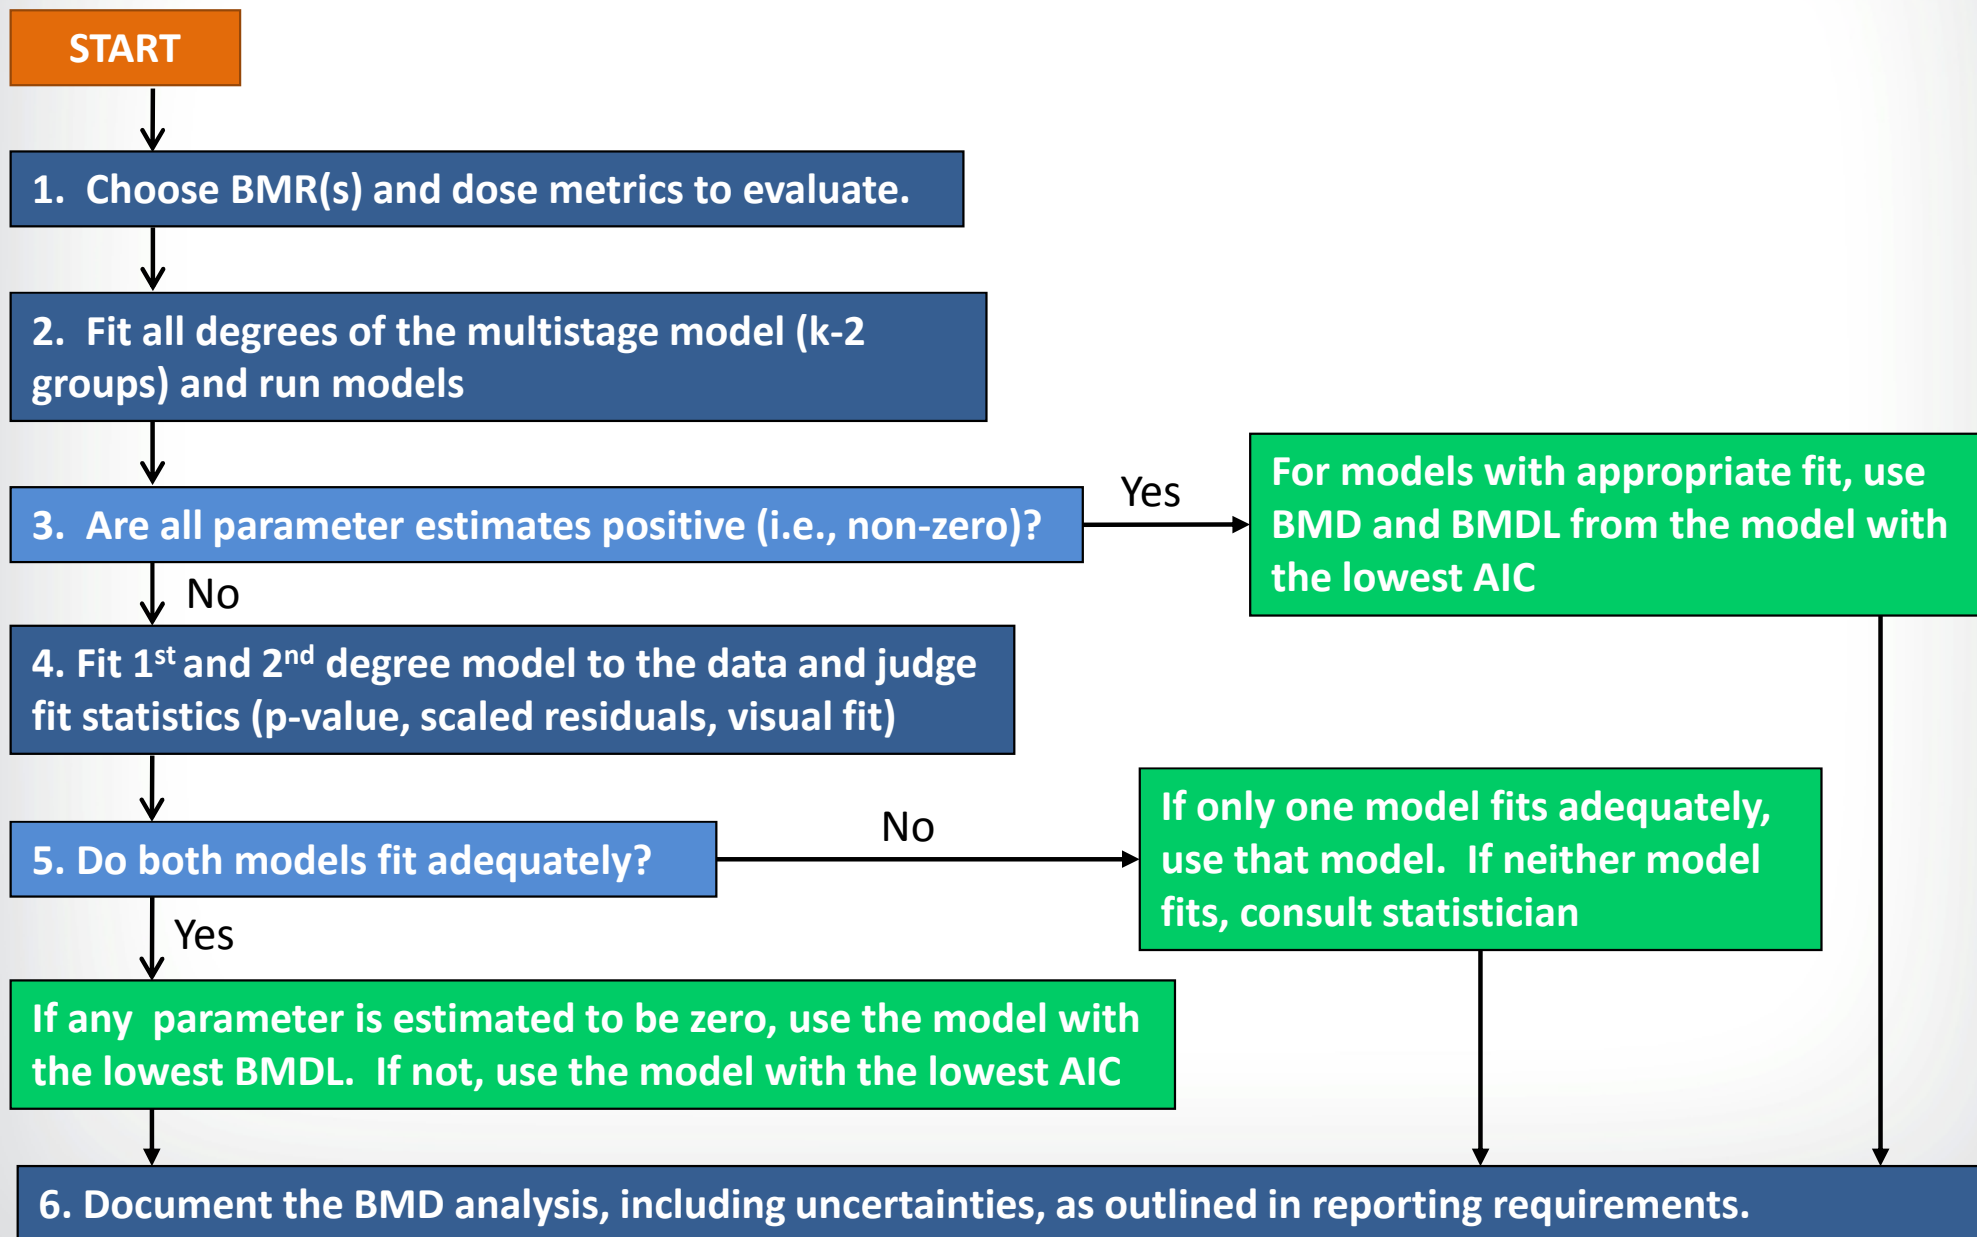 START
1. Choose BMR(s) and dose metrics to evaluate.
2. Fit all degrees of the multistage model (k-2
groups) and run models
3. Are all parameter estimates positive (i.e., non-zero)?
Yes
For models with appropriate fit, use
BMD and BMDL from the model with
the lowest AIC
No
4. Fit 1st and 2nd degree model to the data and judge
fit statistics (p-value, scaled residuals, visual fit)
5. Do both models fit adequately?
No
If only one model fits adequately,
use that model. If neither model
fits, consult statistician
Yes
If any parameter is estimated to be zero, use the model with
the lowest BMDL. If not, use the model with the lowest AIC
6. Document the BMD analysis, including uncertainties, as outlined in reporting requirements.